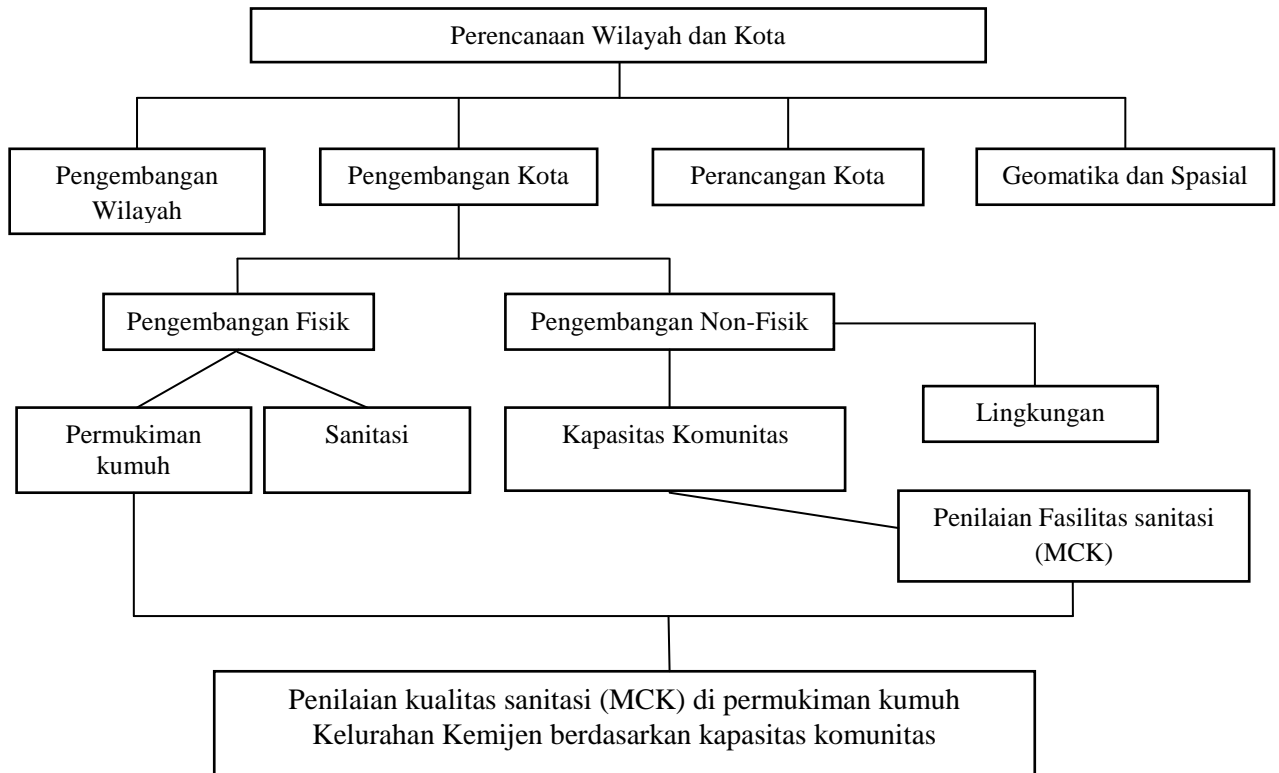 Perencanaan Wilayah dan Kota
Pengembangan
Wilayah
Pengembangan Kota
Perancangan Kota
Geomatika dan Spasial
Pengembangan Fisik
Pengembangan Non-Fisik
Permukiman
kumuh
Sanitasi
Kapasitas Komunitas
Lingkungan
Penilaian Fasilitas sanitasi
(MCK)
Penilaian kualitas sanitasi (MCK) di permukiman kumuh
Kelurahan Kemijen berdasarkan kapasitas komunitas